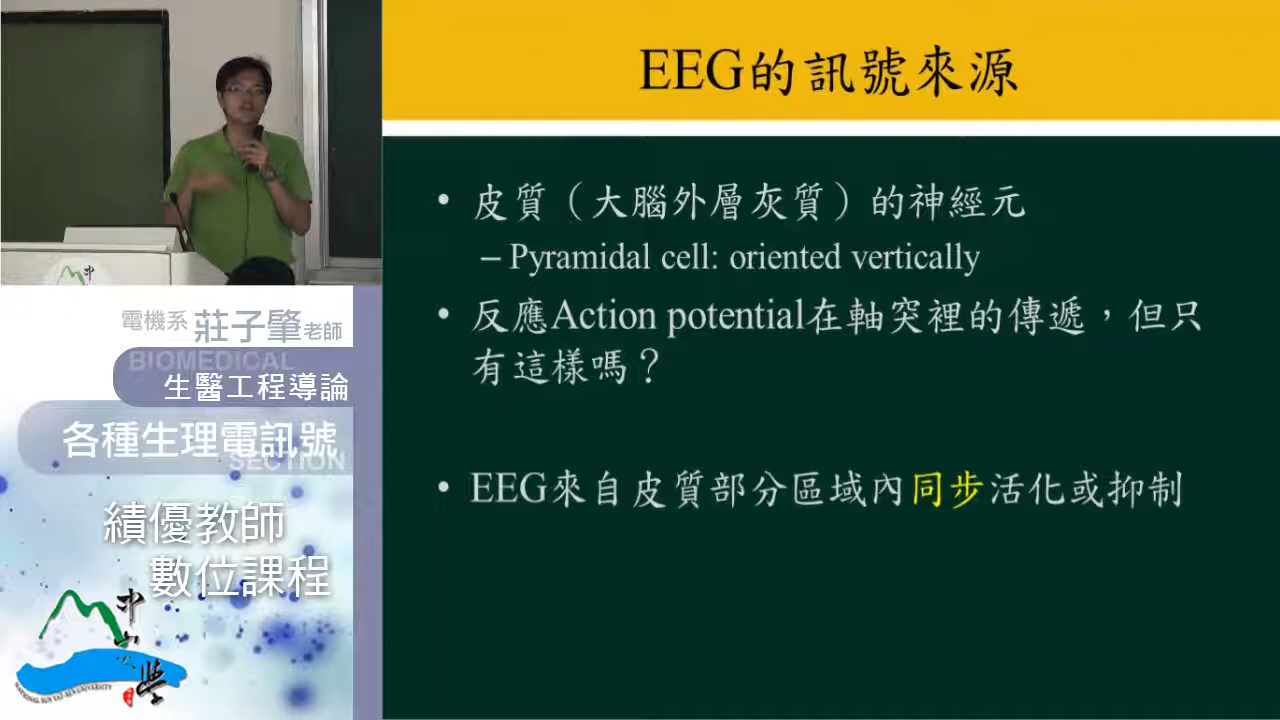 EEG的訊號來源
• 皮質（大腦外層灰質）的神經元
– Pyramidal cell: oriented vertically
• 反應Action potential在軸突裡的傳遞，但只
有這樣嗎？
• EEG來自皮質部分區域內同步活化或抑制
電機系 莊子肇老師
BIOMEDICAL
生醫工程導論
各種生理電訊號
SECTION
績優教師
數位課程
NATIONAL SUN YAT-SEN UNIVERSITY